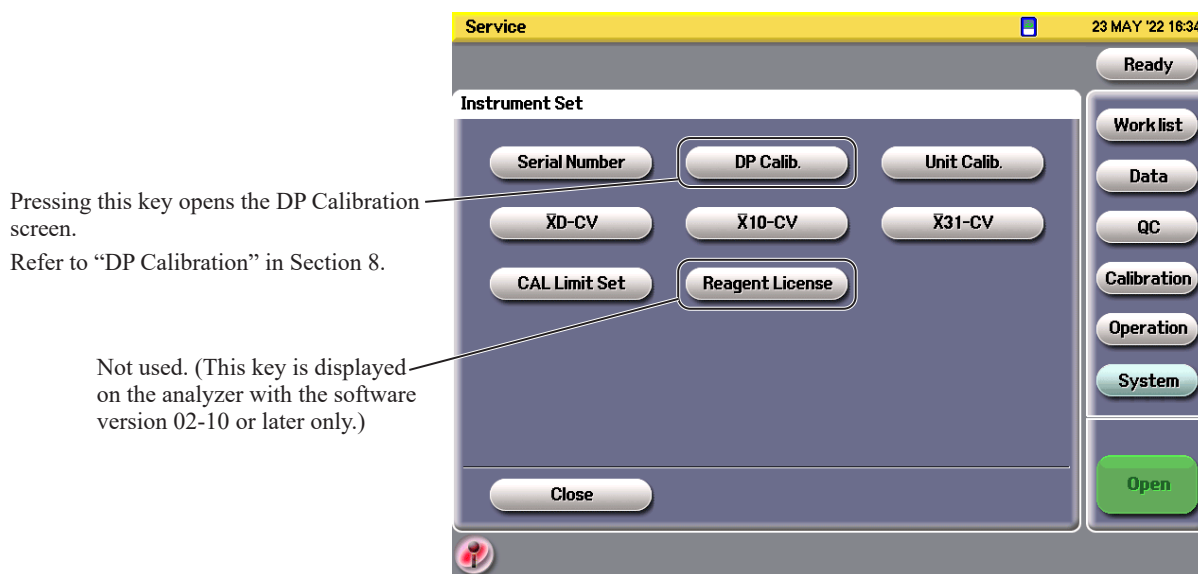 Service
23 MAY '22 16:34
Ready
Instrument Set
Work list
Serial Number
DP Calib.
Unit Calib.
Data
Pressing this key opens the DP Calibration
screen.
Refer to “DP Calibration” in Section 8.
X̄D-CV
X̄10-CV
X̄31-CV
QC
CAL Limit Set
Reagent License
Calibration
Operation
Not used. (This key is displayed
on the analyzer with the software
version 02-10 or later only.)
System
Close
Open